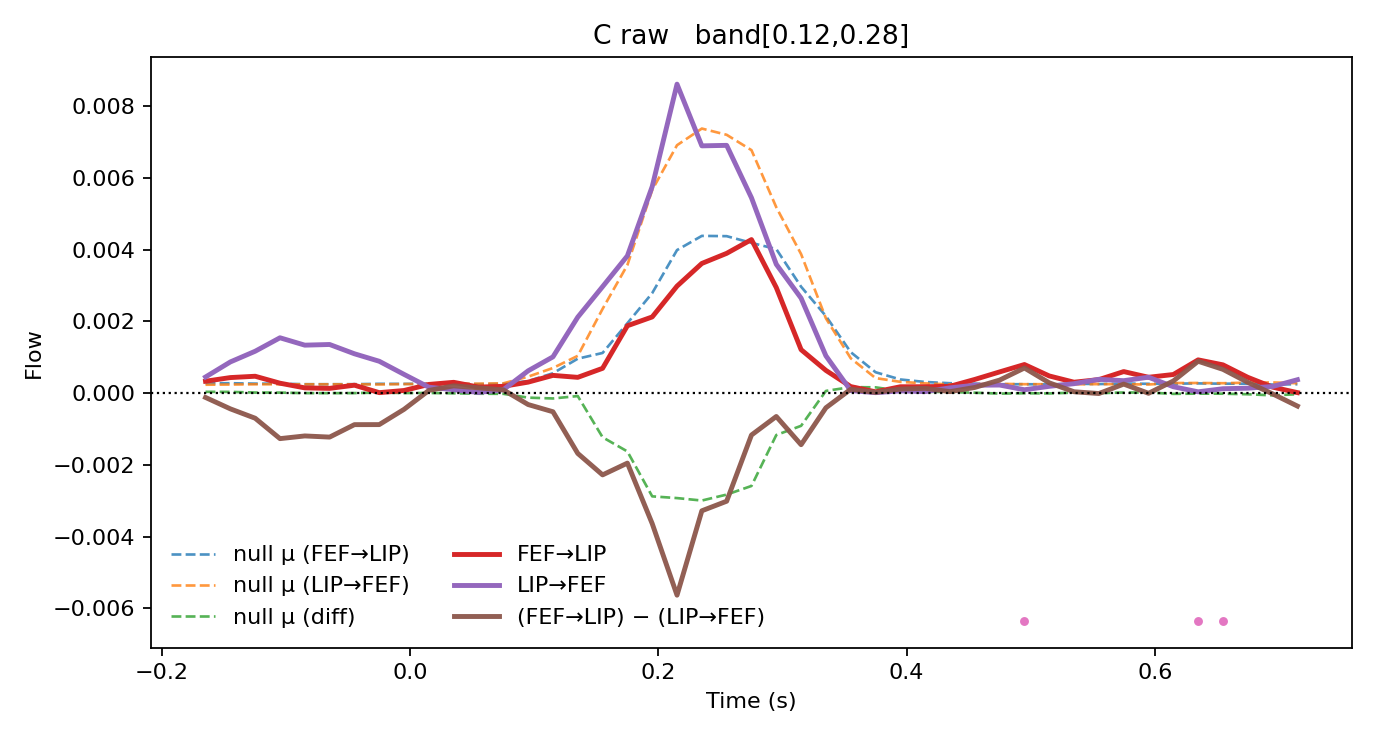 C raw   band[0.12,0.28]
Flow
0.008
0.006
0.004
0.002
0.000
−0.002
−0.004
−0.006
null μ (FEF→LIP)
null μ (LIP→FEF)
null μ (diff)
FEF→LIP
LIP→FEF
(FEF→LIP) − (LIP→FEF)
−0.2
0.0
0.2
0.4
0.6
Time (s)